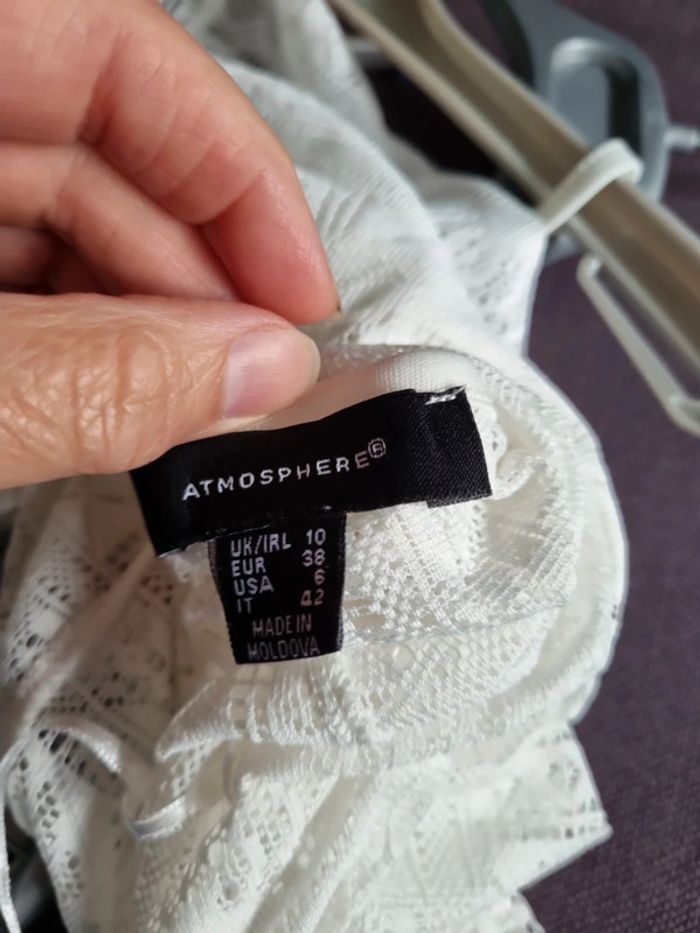 ATMOSPHERE®
UK/IRL 10
EUR 38
USA 6
IT 42
MADE IN
MOLDOVA